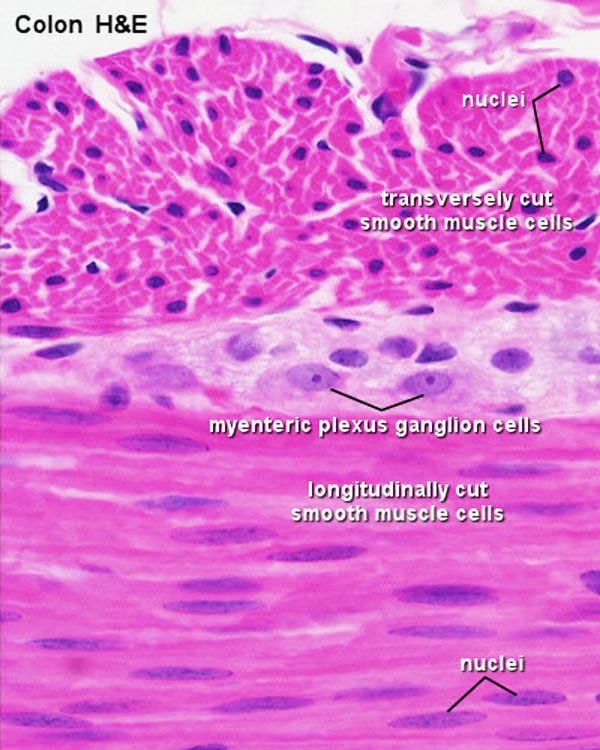 Colon H&E
nuclei
transversely cut
smooth muscle cells
myenteric plexus ganglion cells
longitudinally cut
smooth muscle cells
nuclei